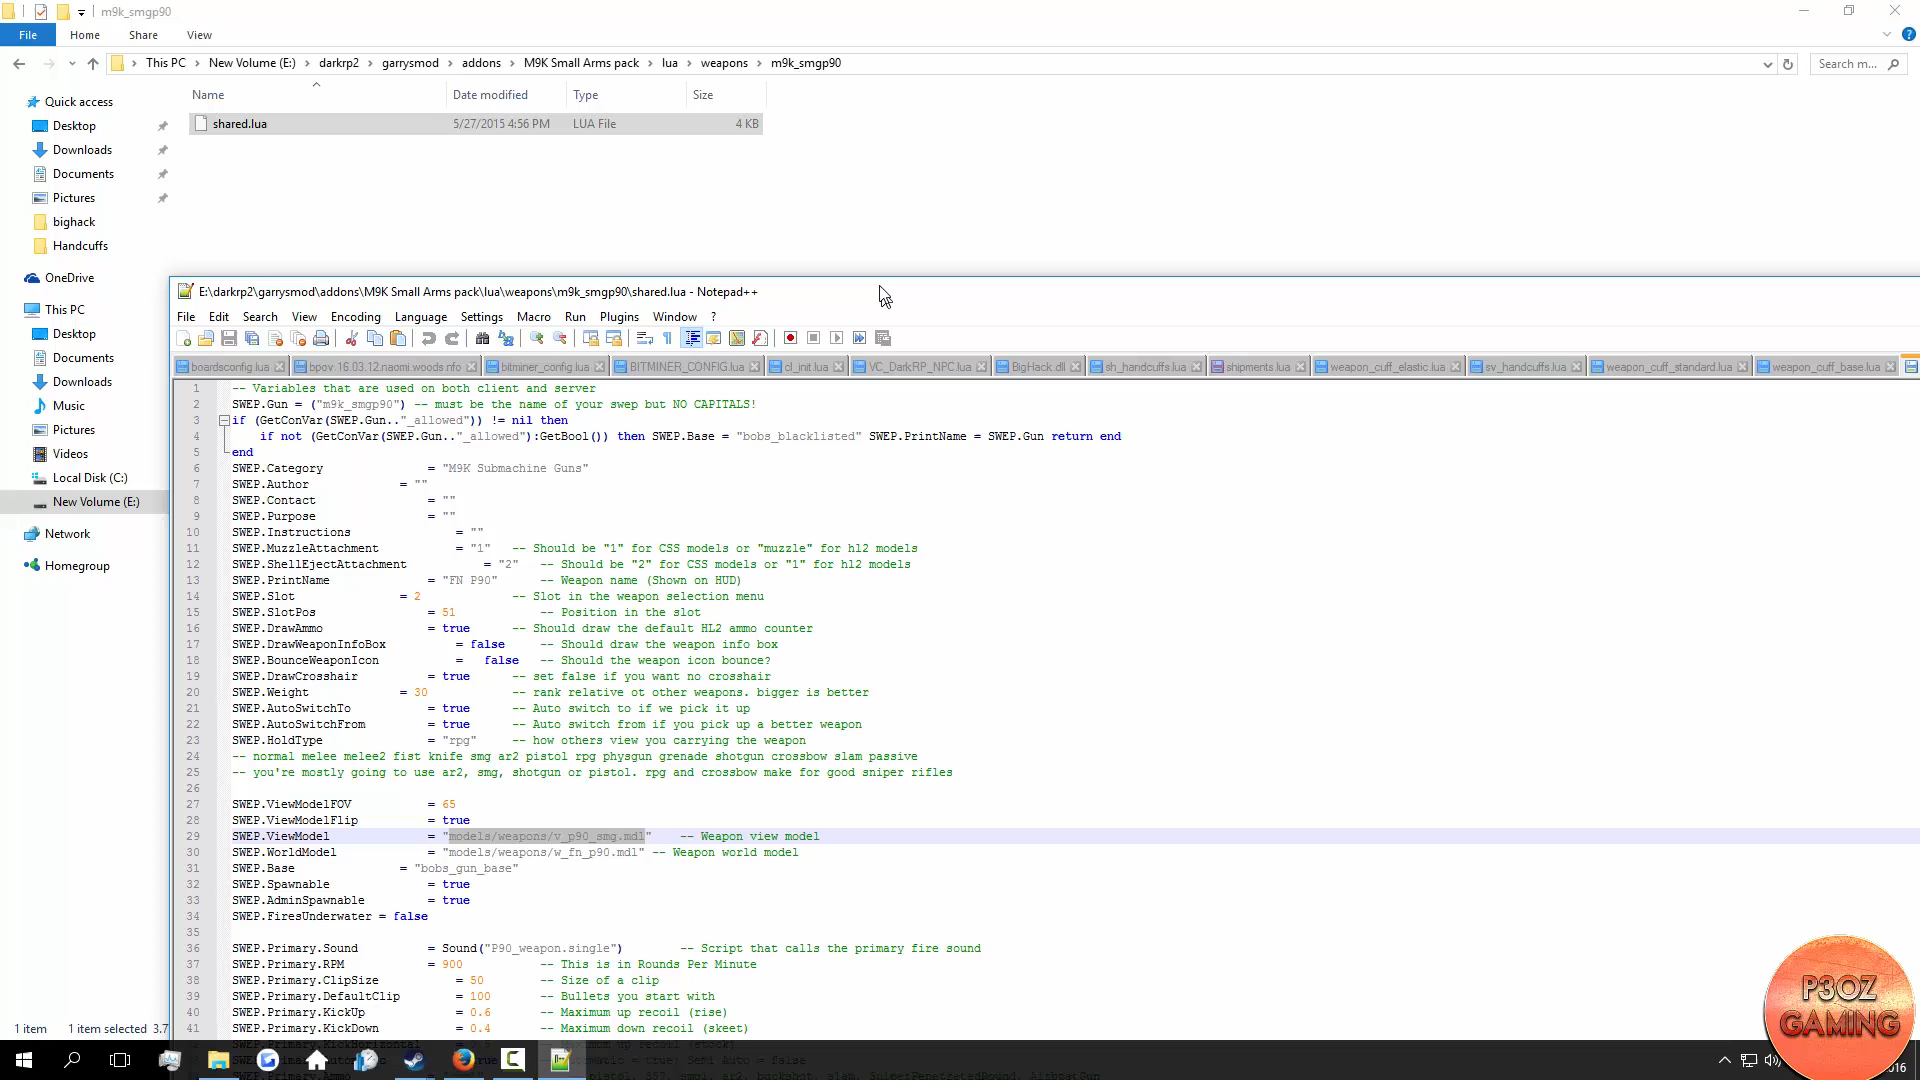 m9k_smgp90
File Home Share View
This PC > New Volume (E:) > darkrp2 > garrysmod > addons > M9K Small Arms pack > lua > weapons > m9k_smgp90
Search m...
Name Date modified Type Size
shared.lua 5/27/2015 4:56 PM LUA File 4 KB
Quick access
Desktop
Downloads
Documents
Pictures
bighack
Handcuffs
OneDrive
This PC
Desktop
Documents
Downloads
Music
Pictures
Videos
Local Disk (C:)
New Volume (E:)
Network
Homegroup
1 item 1 item selected 3.7
E:\darkrp2\garrysmod\addons\M9K Small Arms pack\lua\weapons\m9k_smgp90\shared.lua - Notepad++
File Edit Search View Encoding Language Settings Macro Run Plugins Window ?
boardsconfig.lua bpov.16.03.12.naomi.woods.nfo bitminer_config.lua BITMINER_CONFIG.lua cl_init.lua VC_DarkRP_NPC.lua BigHack.dll sh_handcuffs.lua shipments.lua weapon_cuff_elastic.lua sv_handcuffs.lua weapon_cuff_standard.lua weapon_cuff_base.lua
1 -- Variables that are used on both client and server
2 SWEP.Gun = ("m9k_smgp90") -- must be the name of your swep but NO CAPITALS!
3 if (GetConVar(SWEP.Gun.."_allowed")) != nil then
4 if not (GetConVar(SWEP.Gun.."_allowed"):GetBool()) then SWEP.Base = "bobs_blacklisted" SWEP.PrintName = SWEP.Gun return end
5 end
6 SWEP.Category = "M9K Submachine Guns"
7 SWEP.Author = ""
8 SWEP.Contact = ""
9 SWEP.Purpose = ""
10 SWEP.Instructions = ""
11 SWEP.MuzzleAttachment = "1" -- Should be "1" for CSS models or "muzzle" for hl2 models
12 SWEP.ShellEjectAttachment = "2" -- Should be "2" for CSS models or "1" for hl2 models
13 SWEP.PrintName = "FN P90" -- Weapon name (Shown on HUD)
14 SWEP.Slot = 2 -- Slot in the weapon selection menu
15 SWEP.SlotPos = 51 -- Position in the slot
16 SWEP.DrawAmmo = true -- Should draw the default HL2 ammo counter
17 SWEP.DrawWeaponInfoBox = false -- Should draw the weapon info box
18 SWEP.BounceWeaponIcon = false -- Should the weapon icon bounce?
19 SWEP.DrawCrosshair = true -- set false if you want no crosshair
20 SWEP.Weight = 30 -- rank relative ot other weapons. bigger is better
21 SWEP.AutoSwitchTo = true -- Auto switch to if we pick it up
22 SWEP.AutoSwitchFrom = true -- Auto switch from if you pick up a better weapon
23 SWEP.HoldType = "rpg" -- how others view you carrying the weapon
24 -- normal melee melee2 fist knife smg ar2 pistol rpg physgun grenade shotgun crossbow slam passive
25 -- you're mostly going to use ar2, smg, shotgun or pistol. rpg and crossbow make for good sniper rifles
26
27 SWEP.ViewModelFOV = 65
28 SWEP.ViewModelFlip = true
29 SWEP.ViewModel = "models/weapons/v_p90_smg.mdl" -- Weapon view model
30 SWEP.WorldModel = "models/weapons/w_fn_p90.mdl" -- Weapon world model
31 SWEP.Base = "bobs_gun_base"
32 SWEP.Spawnable = true
33 SWEP.AdminSpawnable = true
34 SWEP.FiresUnderwater = false
35
36 SWEP.Primary.Sound = Sound("P90_weapon.single") -- Script that calls the primary fire sound
37 SWEP.Primary.RPM = 900 -- This is in Rounds Per Minute
38 SWEP.Primary.ClipSize = 50 -- Size of a clip
39 SWEP.Primary.DefaultClip = 100 -- Bullets you start with
40 SWEP.Primary.KickUp = 0.6 -- Maximum up recoil (rise)
41 SWEP.Primary.KickDown = 0.4 -- Maximum down recoil (skeet)
P3OZ
GAMING